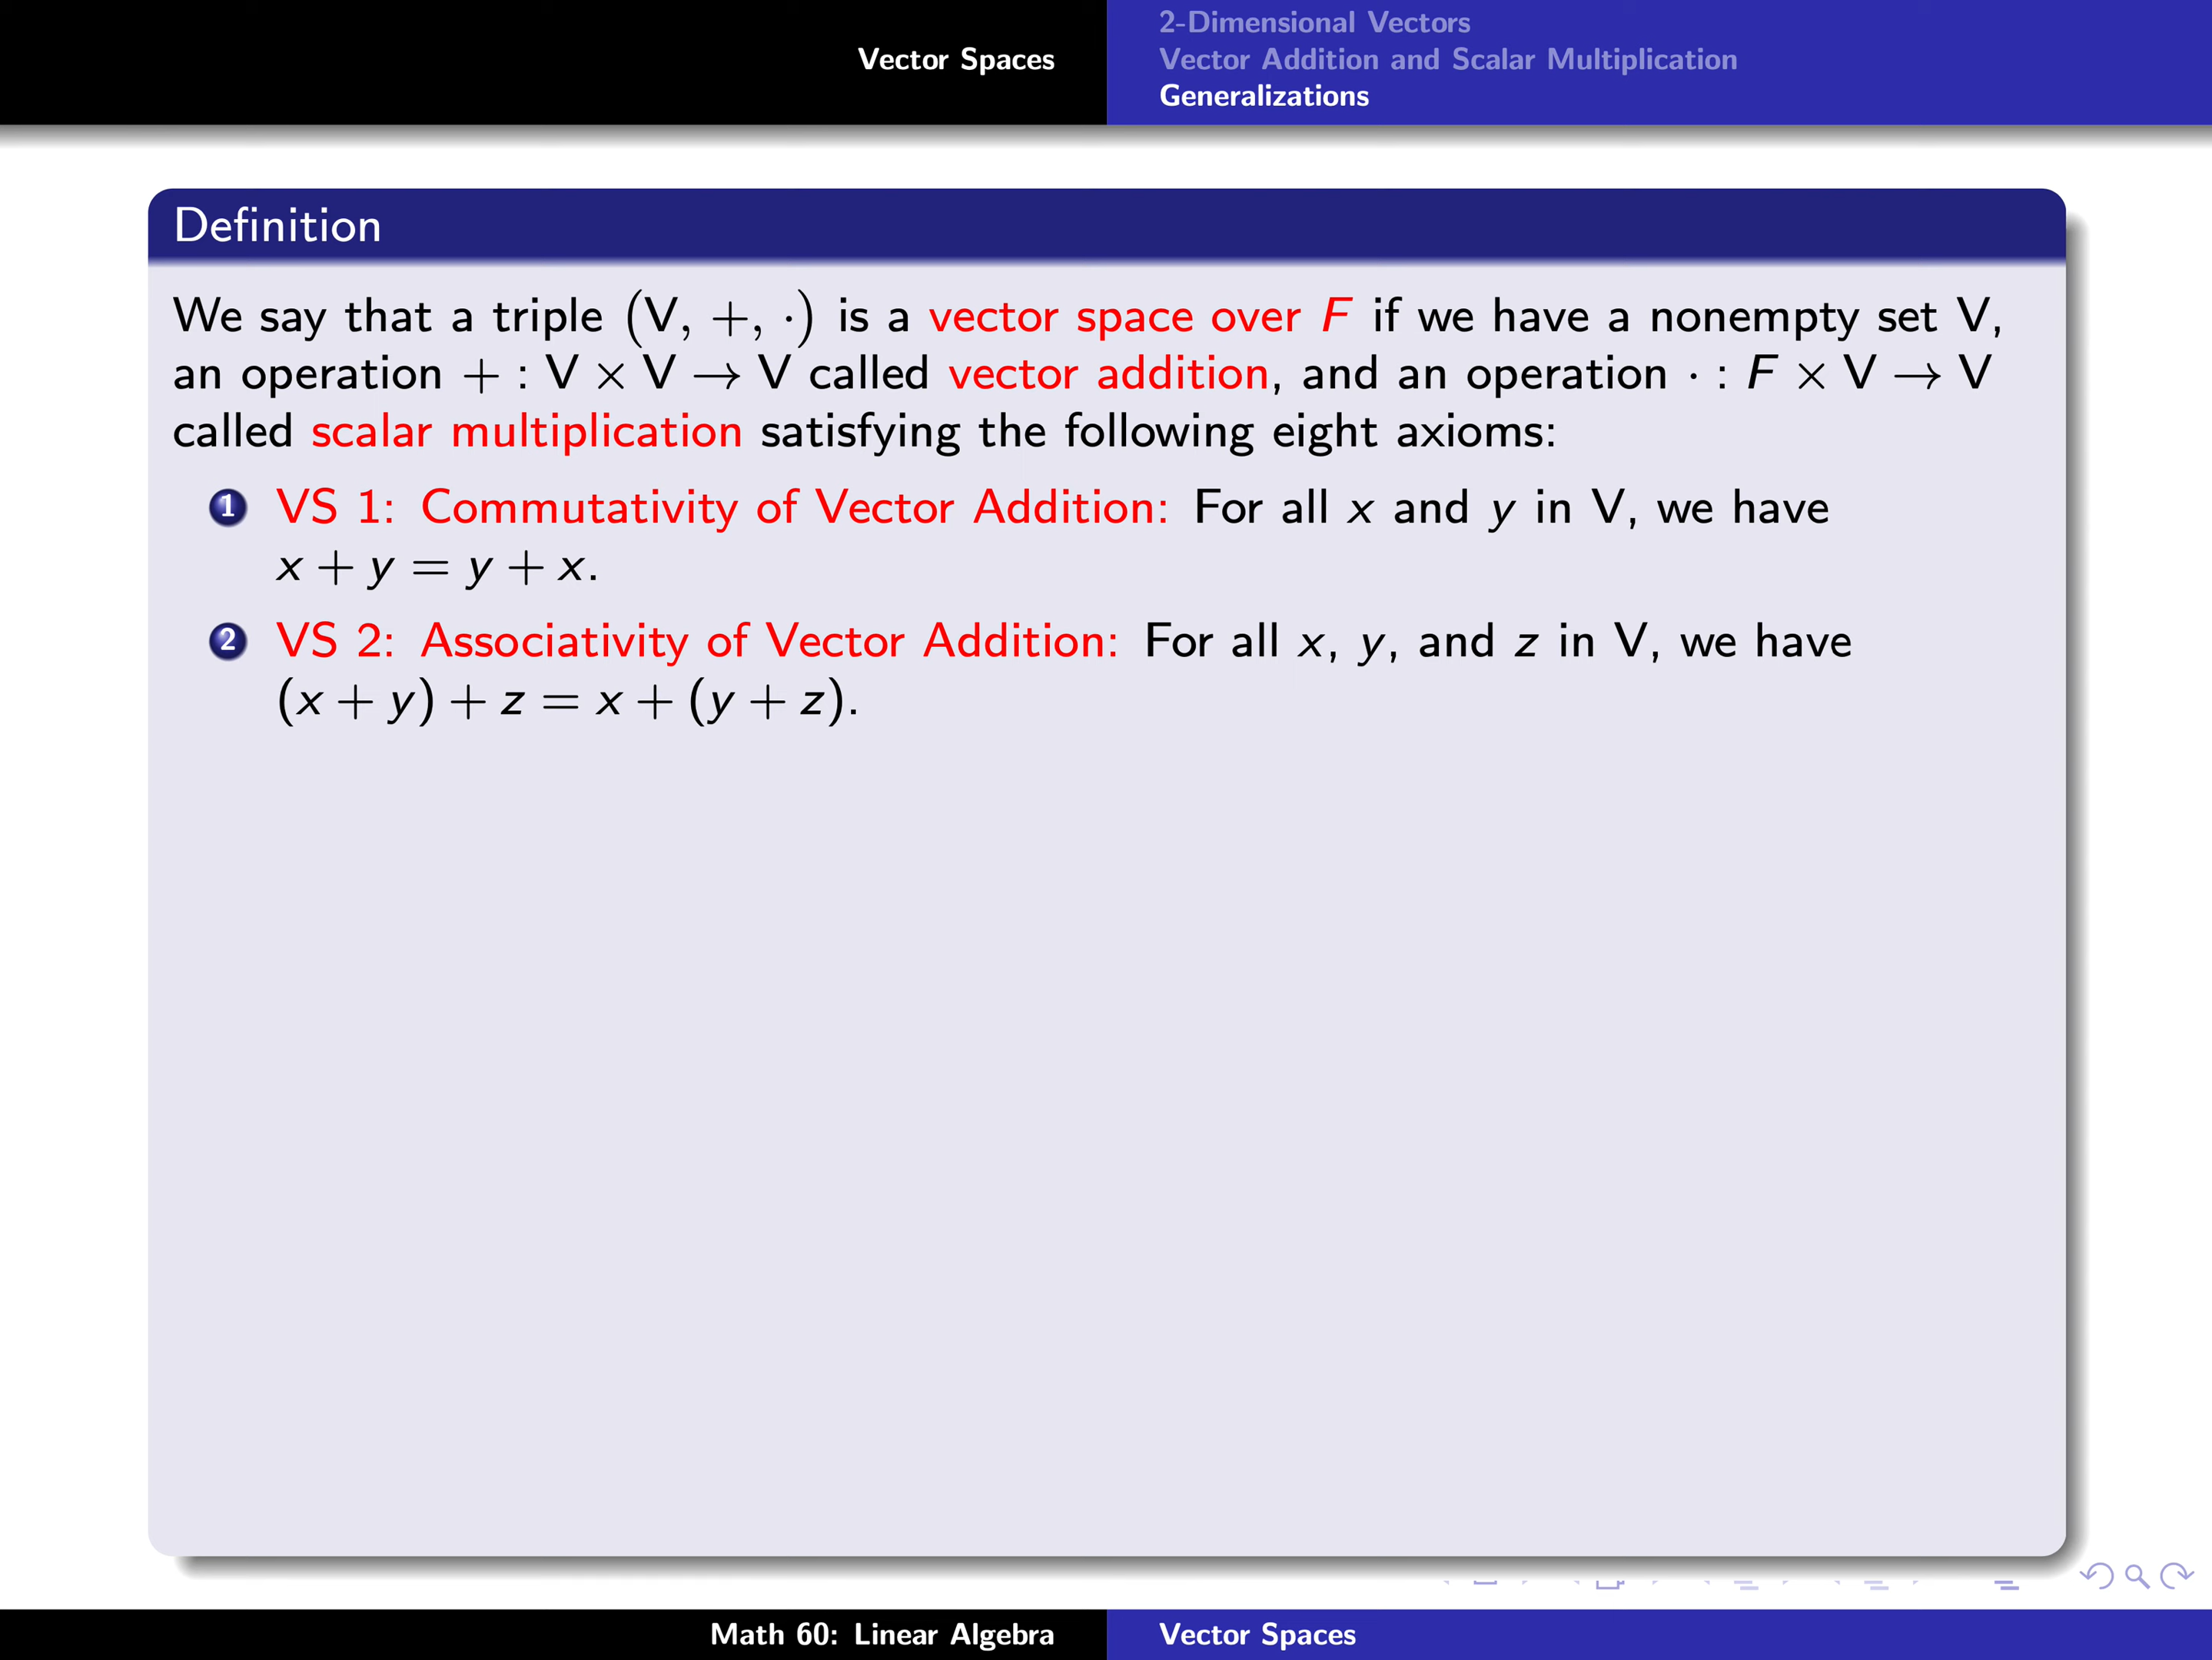 Vector Spaces
2-Dimensional Vectors
Vector Addition and Scalar Multiplication
Generalizations
Definition
We say that a triple (V, +, ·) is a vector space over F if we have a nonempty set V,
an operation + : V × V → V called vector addition, and an operation · : F × V → V
called scalar multiplication satisfying the following eight axioms:
1 VS 1: Commutativity of Vector Addition: For all x and y in V, we have
x + y = y + x.
2 VS 2: Associativity of Vector Addition: For all x, y, and z in V, we have
(x + y) + z = x + (y + z).
Math 60: Linear Algebra
Vector Spaces